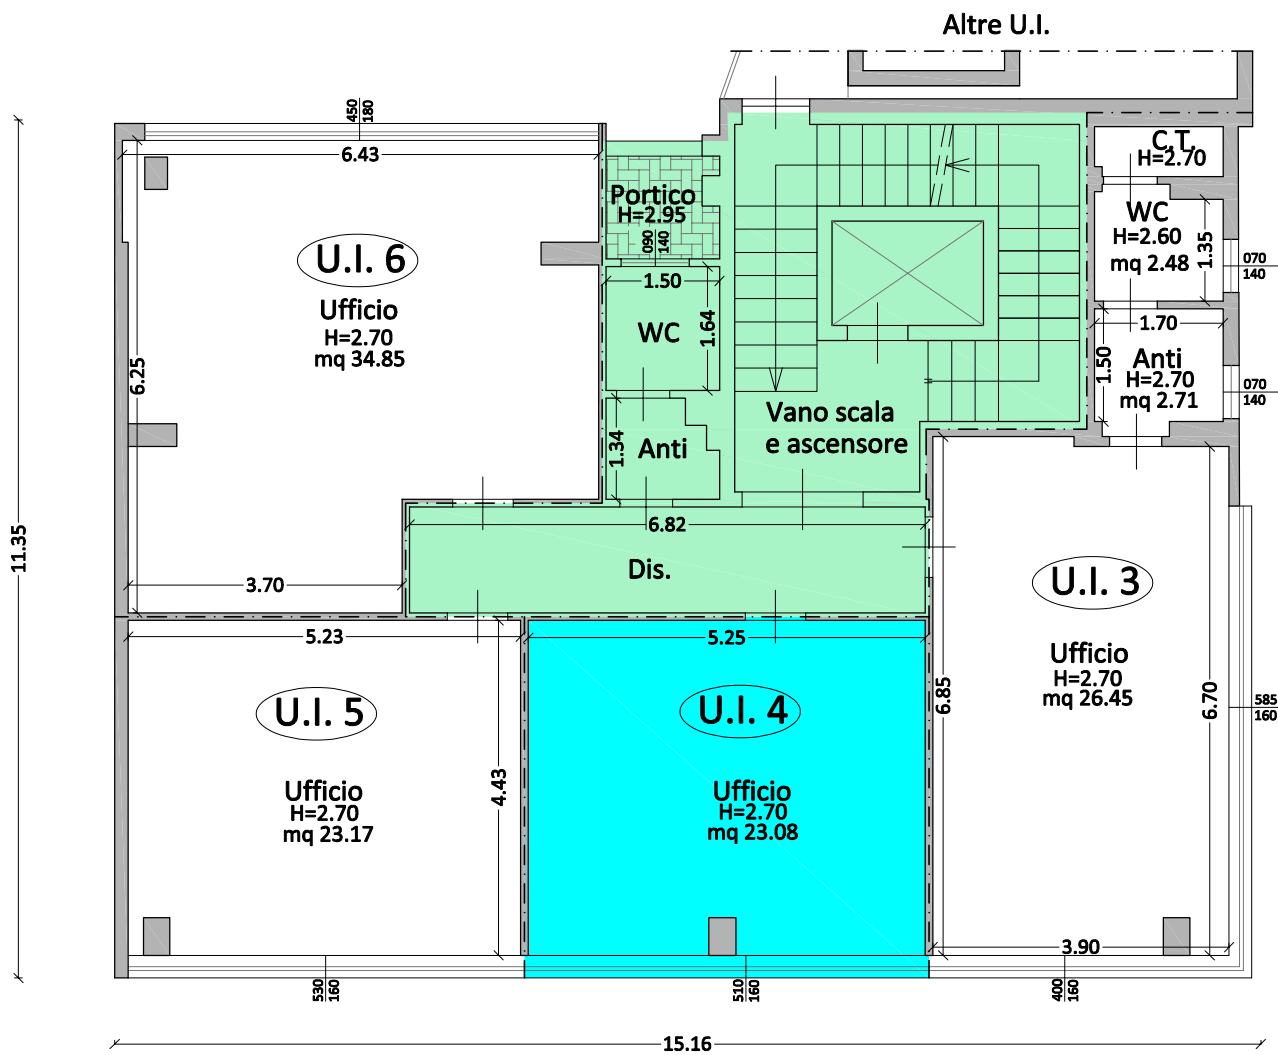 Altre U.I.
450
180
6.43
C.T.
H=2.70
Portico
H=2.95
090
140
WC
H=2.60
mq 2.48
1.35
070
140
U.I. 6
Ufficio
H=2.70
mq 34.85
1.50
WC
1.64
1.70
1.50
Anti
H=2.70
mq 2.71
070
140
6.25
Vano scala
e ascensore
1.34
Anti
11.35
6.82
Dis.
3.70
U.I. 3
Ufficio
H=2.70
mq 26.45
6.85
6.70
585
160
5.23
5.25
U.I. 5
Ufficio
H=2.70
mq 23.17
4.43
U.I. 4
Ufficio
H=2.70
mq 23.08
3.90
530
160
510
160
400
160
15.16